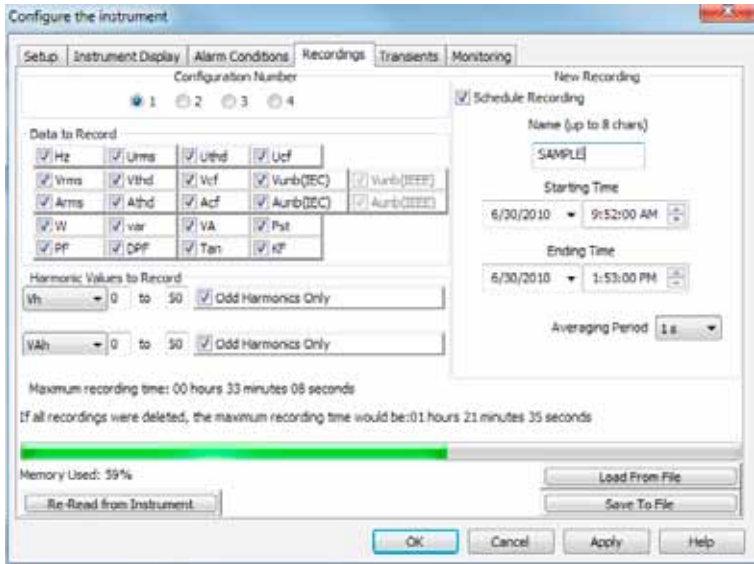 Configure the instrument
Setup Instrument Display Alarm Conditions Recordings Transients Monitoring
Configuration Number
1 2 3 4
Data to Record
Hz Urms Uthd Ucf
Vrms Vthd Vcf Vunb(IEC) Vunb(IEEE)
Arms Athd Acf Aunb(IEC) Aunb(IEEE)
W var VA Pst
PF DPF Tan KF
Harmonic Values to Record
Vh 0 to 50 Odd Harmonics Only
VAh 0 to 50 Odd Harmonics Only
New Recording
Schedule Recording
Name (up to 8 chars)
SAMPLE
Starting Time
6/30/2010 9:52:00 AM
Ending Time
6/30/2010 1:53:00 PM
Averaging Period 1 s
Maximum recording time: 00 hours 33 minutes 08 seconds
If all recordings were deleted, the maximum recording time would be:01 hours 21 minutes 35 seconds
Memory Used: 59%
Re-Read from Instrument
Load From File
Save To File
OK Cancel Apply Help